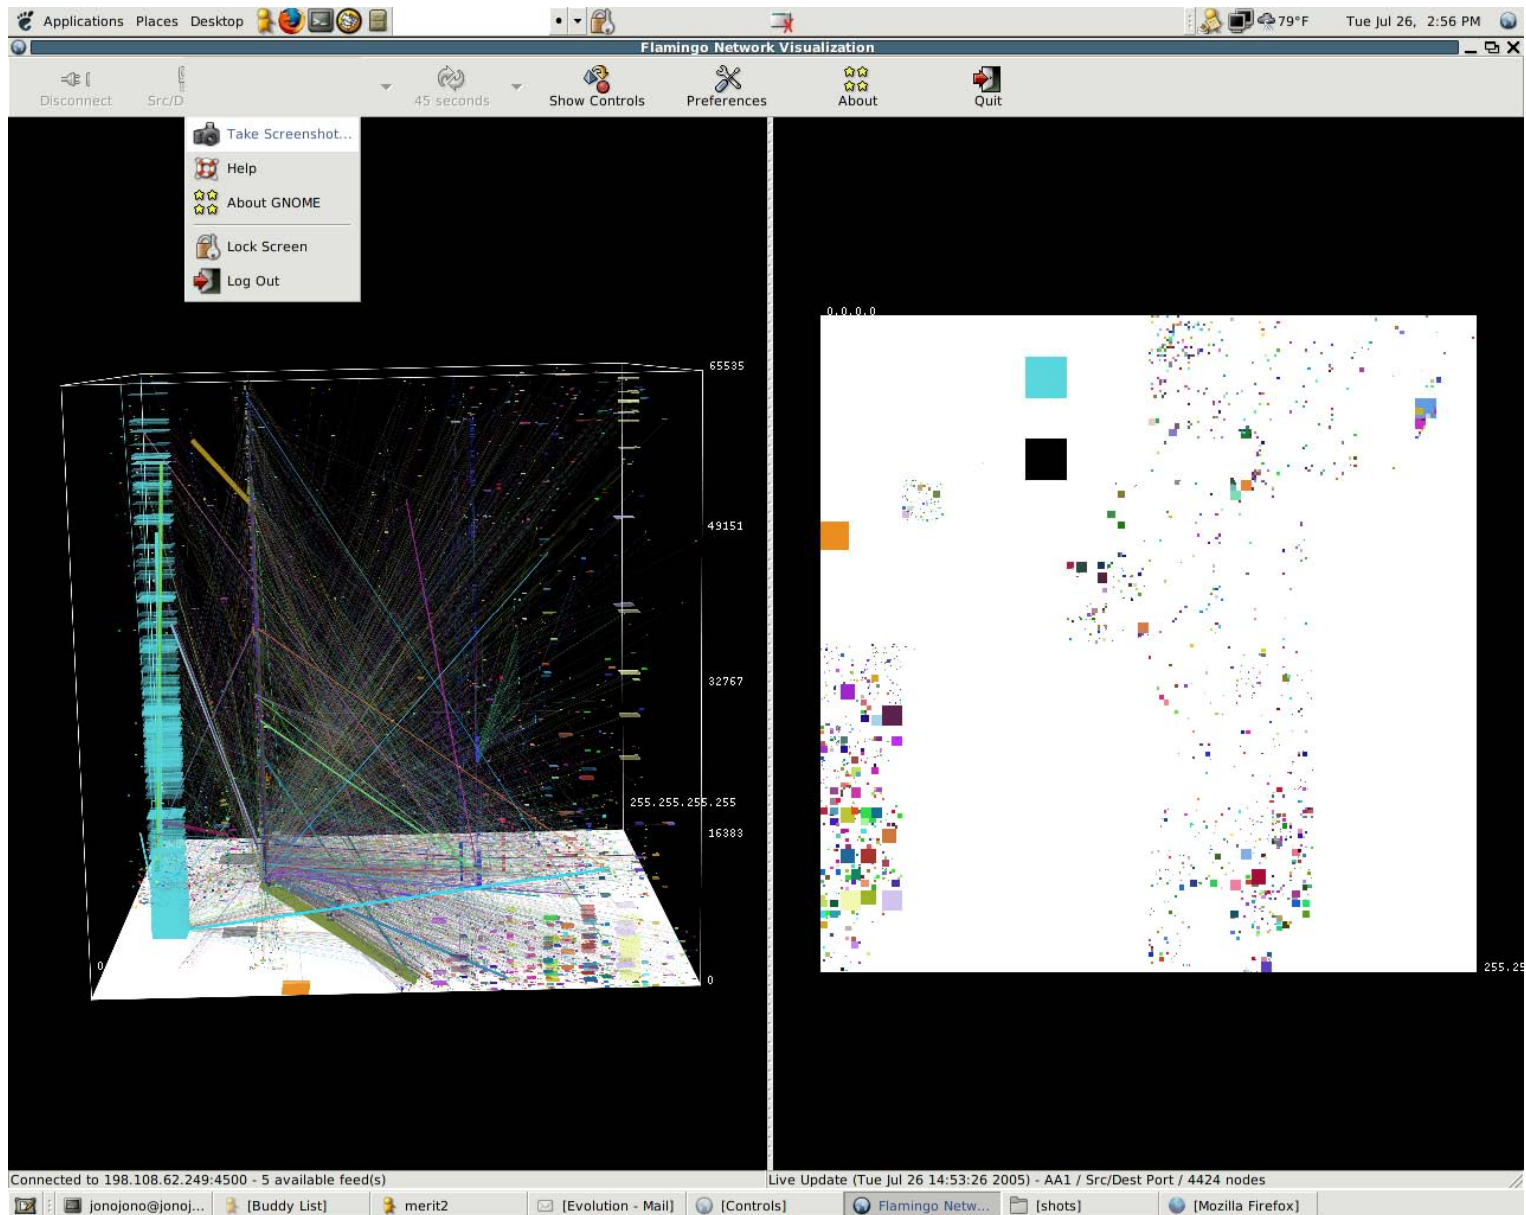 Applications Places Desktop
79°F Tue Jul 26, 2:56 PM
Flamingo Network Visualization
Disconnect Src/D 45 seconds Show Controls Preferences About Quit
Take Screenshot...
Help
About GNOME
Lock Screen
Log Out
0.0.0.0
65535
49151
32767
255.255.255.255
16383
0
0
255.25
Connected to 198.108.62.249:4500 - 5 available feed(s)
Live Update (Tue Jul 26 14:53:26 2005) - AA1 / Src/Dest Port / 4424 nodes
jonojono@jonoj... [Buddy List] merit2 [Evolution - Mail] [Controls] Flamingo Netw... [shots] [Mozilla Firefox]